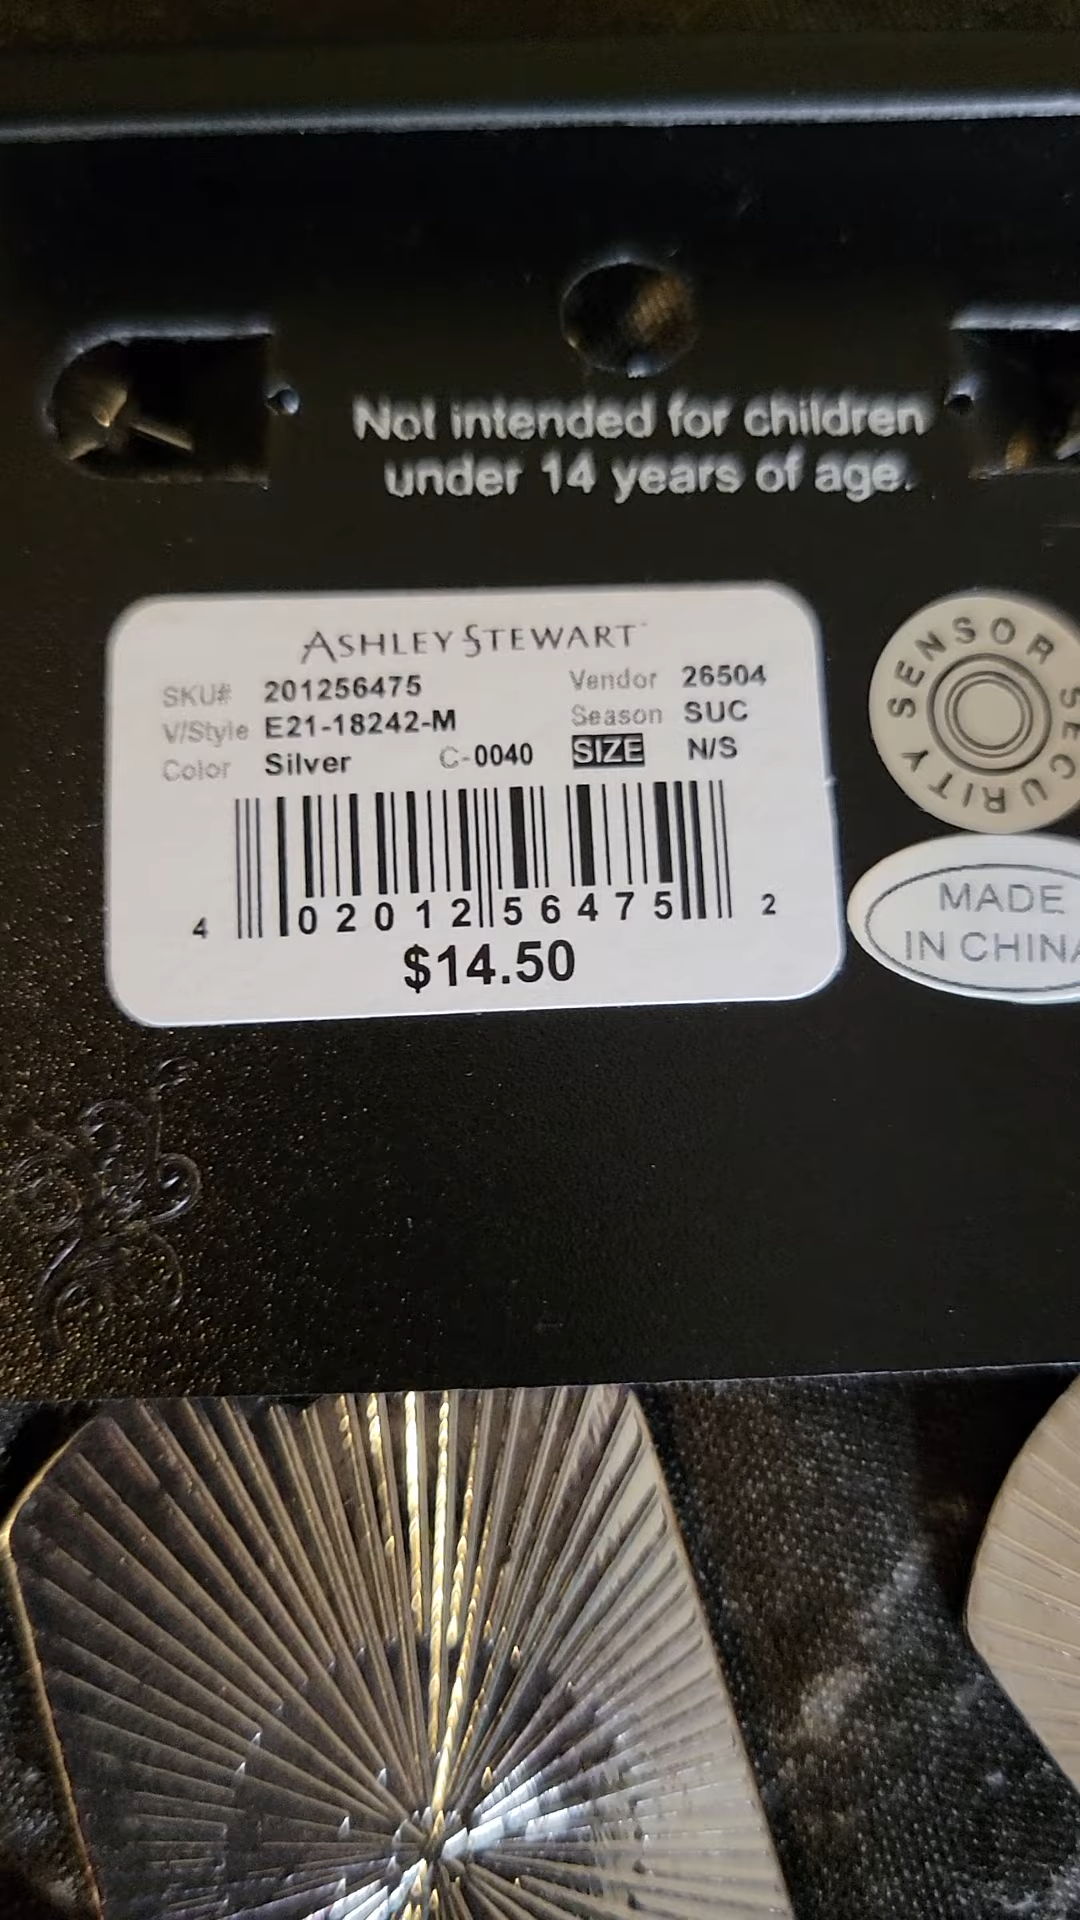 Not intended for children
under 14 years of age.
ASHLEY STEWART
SKU# 201256475 Vendor 26504
V/Style E21-18242-M Season SUC
Color Silver C-0040 SIZE N/S
4 02012 56475 2
$14.50
SENSOR SECURITY
MADE
IN CHINA